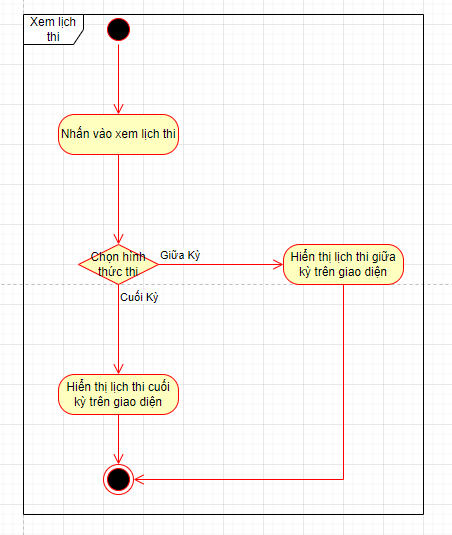 Xem lịch
thi
Nhấn vào xem lịch thi
Chọn hình
thức thi
Giữa Kỳ
Hiển thị lịch thi giữa
kỳ trên giao diện
Cuối Kỳ
Hiển thị lịch thi cuối
kỳ trên giao diện